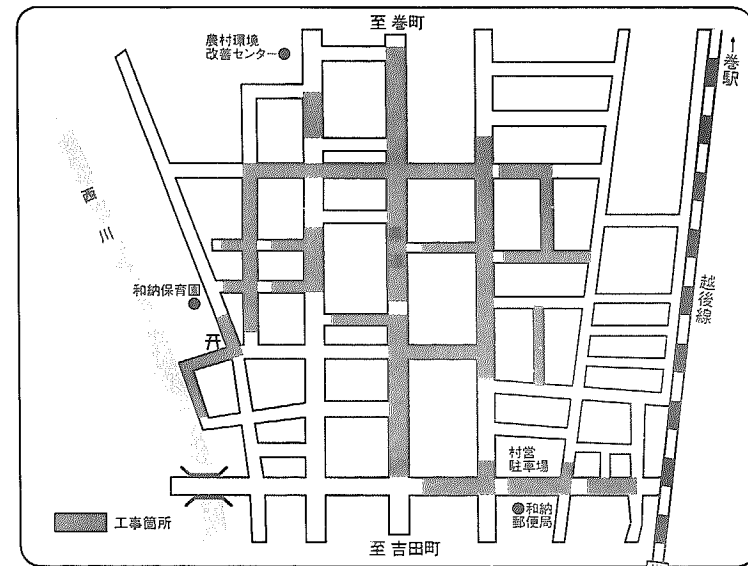 至巻町
農村環境
改善センター
↑巻駅
西川
和納保育園
越後線
村営
駐車場
和納
郵便局
工事箇所
至吉田町